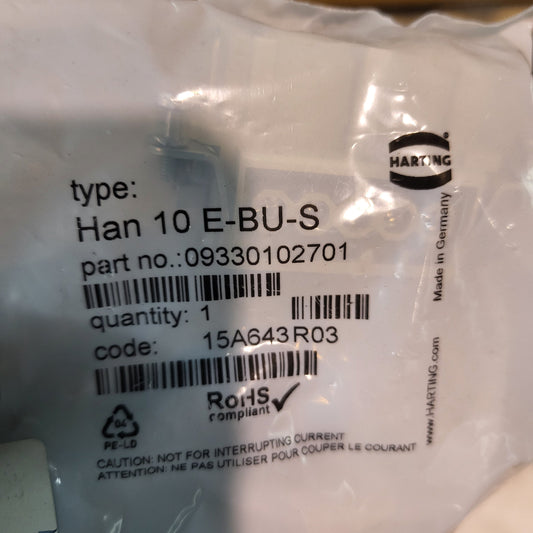 HARTING
®
type:
Han 10 E-BU-S
part no.:09330102701
quantity: 1
code: 15A643R03
RoHS
compliant
04
PE-LD
CAUTION: NOT FOR INTERRUPTING CURRENT
ATTENTION: NE PAS UTILISER POUR COUPER LE COURANT
Made in Germany
www.HARTING.com